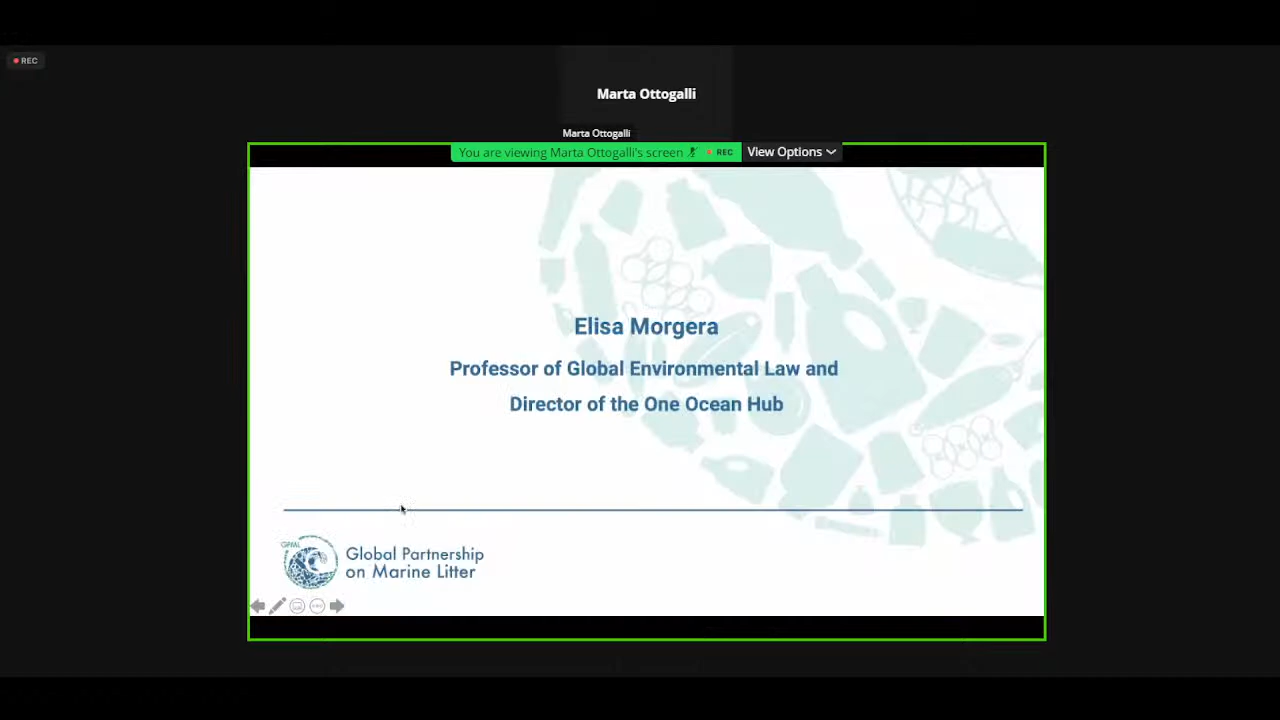 REC
Marta Ottogalli
Marta Ottogalli
You are viewing Marta Ottogalli's screen REC View Options
Elisa Morgera
Professor of Global Environmental Law and
Director of the One Ocean Hub
GPML
Global Partnership
on Marine Litter